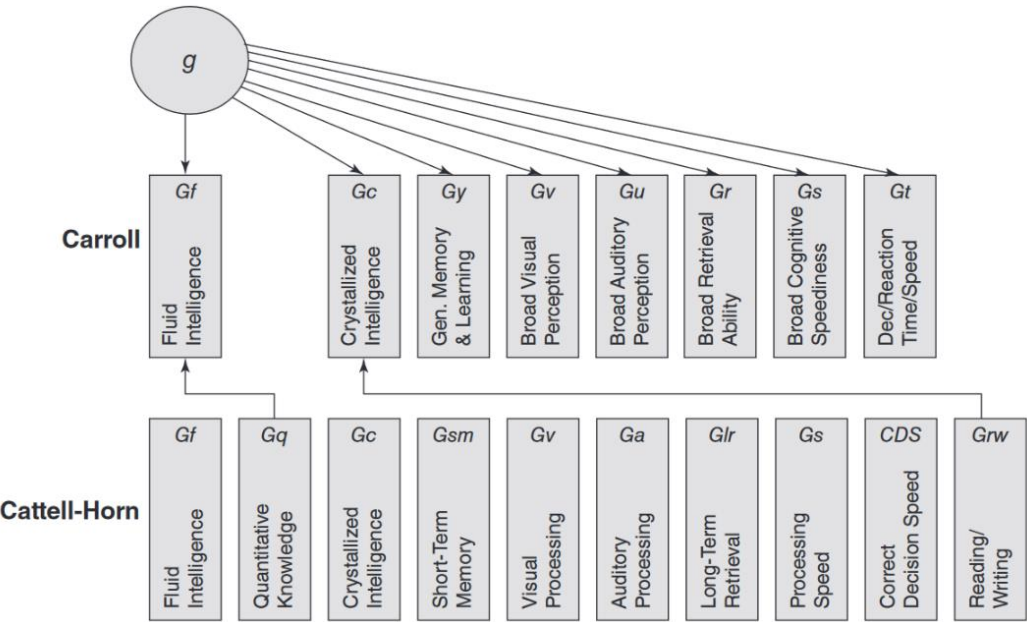 g
Carroll
Gf
Fluid
Intelligence
Gc
Crystallized
Intelligence
Gy
Gen. Memory
& Learning
Gv
Broad Visual
Perception
Gu
Broad Auditory
Perception
Gr
Broad Retrieval
Ability
Gs
Broad Cognitive
Speediness
Gt
Dec/Reaction
Time/Speed
Cattell-Horn
Gf
Fluid
Intelligence
Gq
Quantitative
Knowledge
Gc
Crystallized
Intelligence
Gsm
Short-Term
Memory
Gv
Visual
Processing
Ga
Auditory
Processing
Glr
Long-Term
Retrieval
Gs
Processing
Speed
CDS
Correct
Decision Speed
Grw
Reading/
Writing